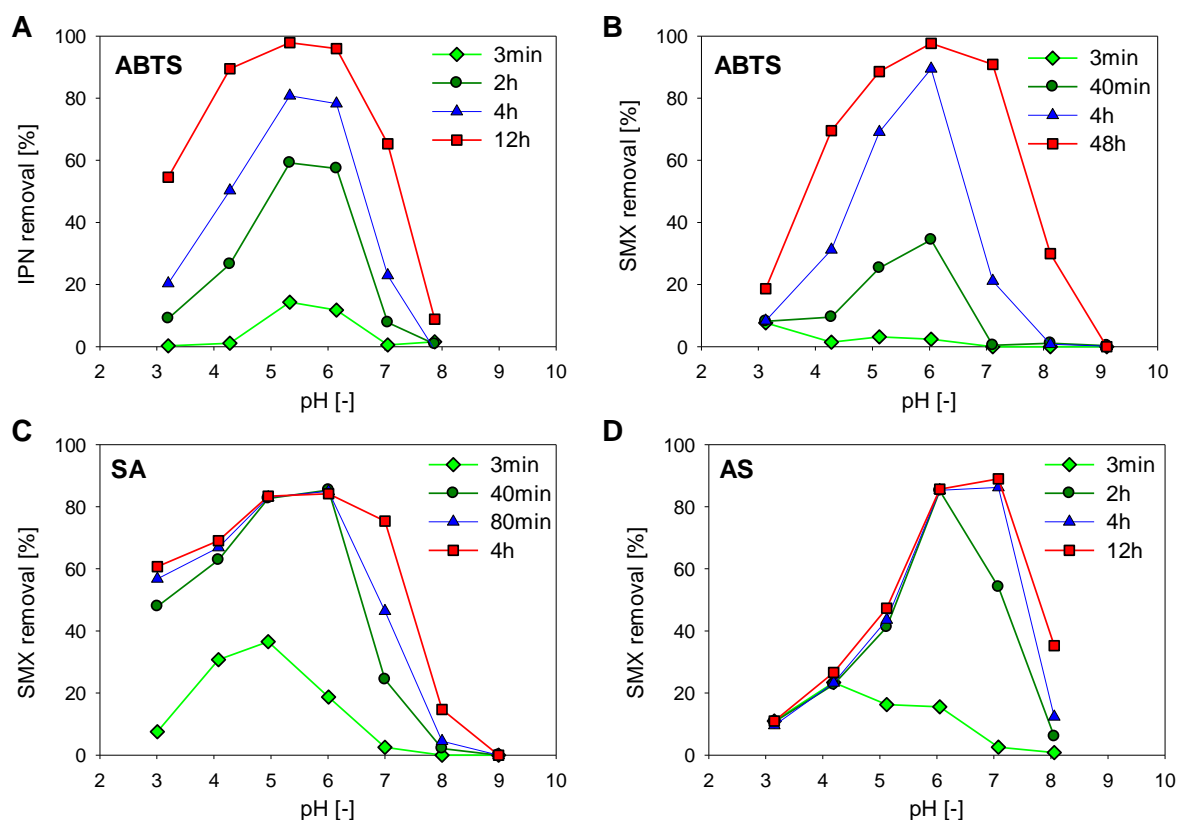 A
ABTS
3min
2h
4h
12h
IPN removal [%]
100
80
60
40
20
0
2 3 4 5 6 7 8 9 10
pH [-]
B
ABTS
3min
40min
4h
48h
SMX removal [%]
100
80
60
40
20
0
2 3 4 5 6 7 8 9 10
pH [-]
C
SA
3min
40min
80min
4h
SMX removal [%]
100
80
60
40
20
0
2 3 4 5 6 7 8 9 10
pH [-]
D
AS
3min
2h
4h
12h
SMX removal [%]
100
80
60
40
20
0
2 3 4 5 6 7 8 9 10
pH [-]